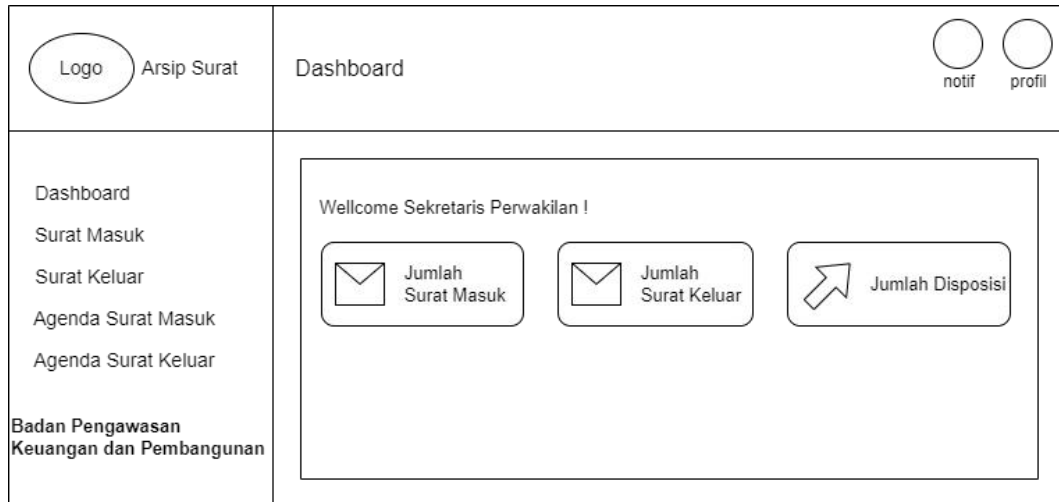 Logo
Arsip Surat
Dashboard
notif
profil
Dashboard
Surat Masuk
Surat Keluar
Agenda Surat Masuk
Agenda Surat Keluar
Badan Pengawasan
Keuangan dan Pembangunan
Wellcome Sekretaris Perwakilan !
Jumlah
Surat Masuk
Jumlah
Surat Keluar
Jumlah Disposisi